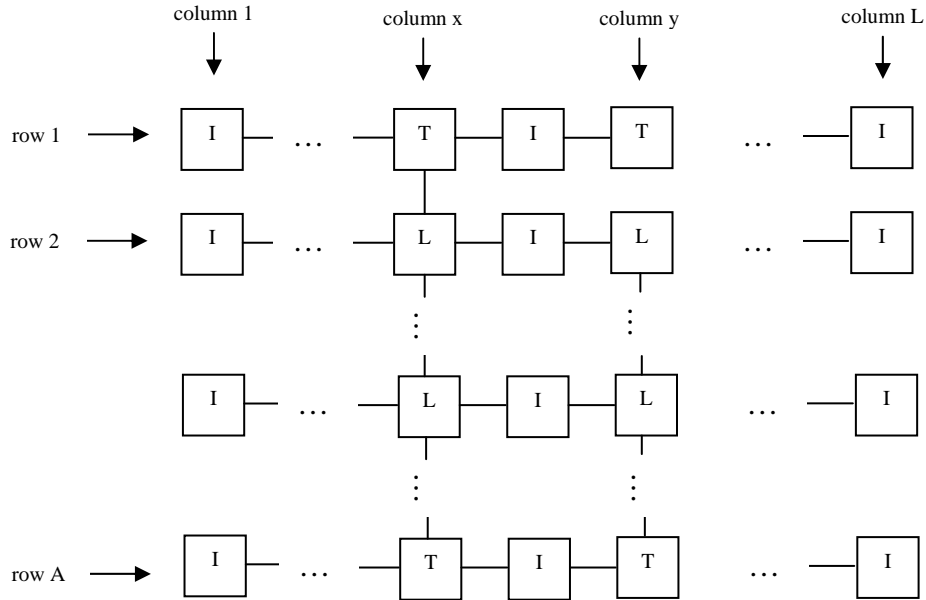 column 1 column x column y column L
row 1 I … T I T … I
row 2 I … L I L … I
⋮ ⋮
I … L I L … I
⋮ ⋮
row A I … T I T … I